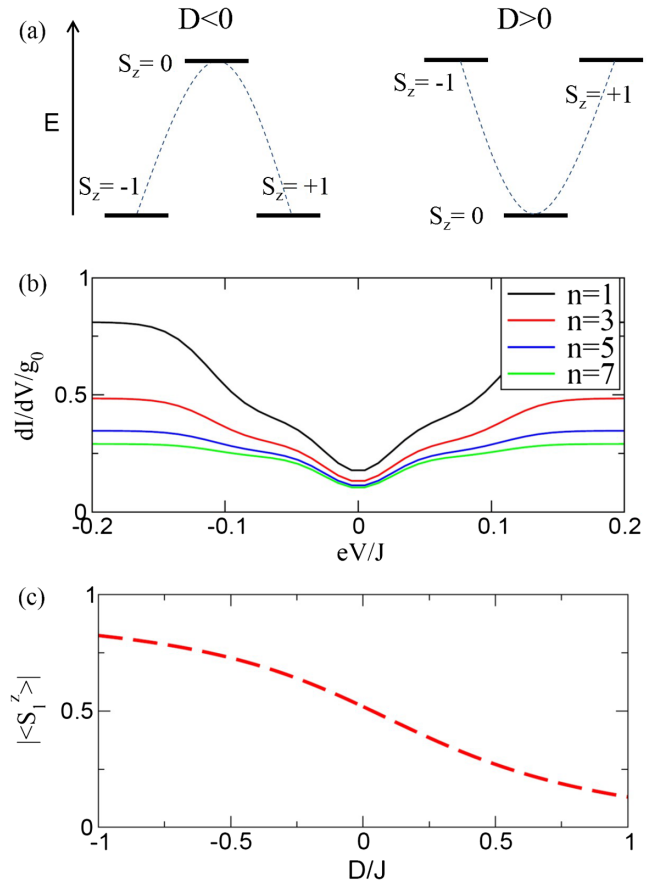 (a) D<0 D>0
E
S_z= 0
S_z= -1 S_z= +1
S_z= -1 S_z= +1
S_z= 0
(b)
dI/dV/g_0
1
0.5
0
n=1
n=3
n=5
n=7
-0.2 -0.1 0 0.1 0.2
eV/J
(c)
|<S_1^z>|
1
0.5
0
-1 -0.5 0 0.5 1
D/J